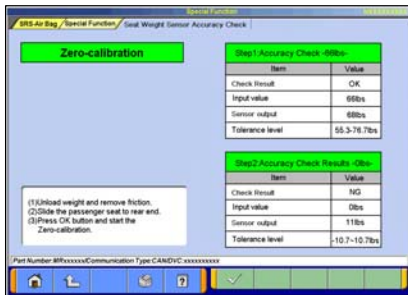 Special Function
SRS-Air Bag
Special Function
Seat Weight Sensor Accuracy Check
Zero-calibration
Step1:Accuracy Check -66lbs-
Item Value
Check Result OK
Input value 66lbs
Sensor output 68lbs
Tolerance level 55.3-76.7lbs
Step2:Accuracy Check Results -0lbs-
Item Value
Check Result NG
Input value 0lbs
Sensor output 11lbs
Tolerance level -10.7~10.7lbs
(1)Unload weight and remove friction.
(2)Slide the passenger seat to rear end.
(3)Press OK button and start the
Zero-calibration.
Part Number:MRxxxxxx/Communication Type:CAN/DVC:xxxxxxxxxx